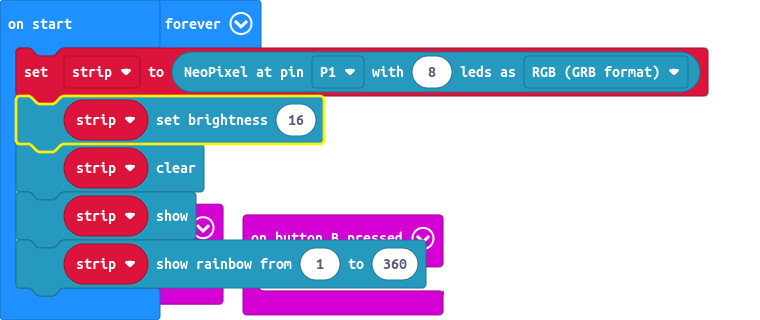 on start forever
set strip to NeoPixel at pin P1 with 8 leds as RGB (GRB format)
strip set brightness 16
strip clear
strip show
on button B pressed
strip show rainbow from 1 to 360